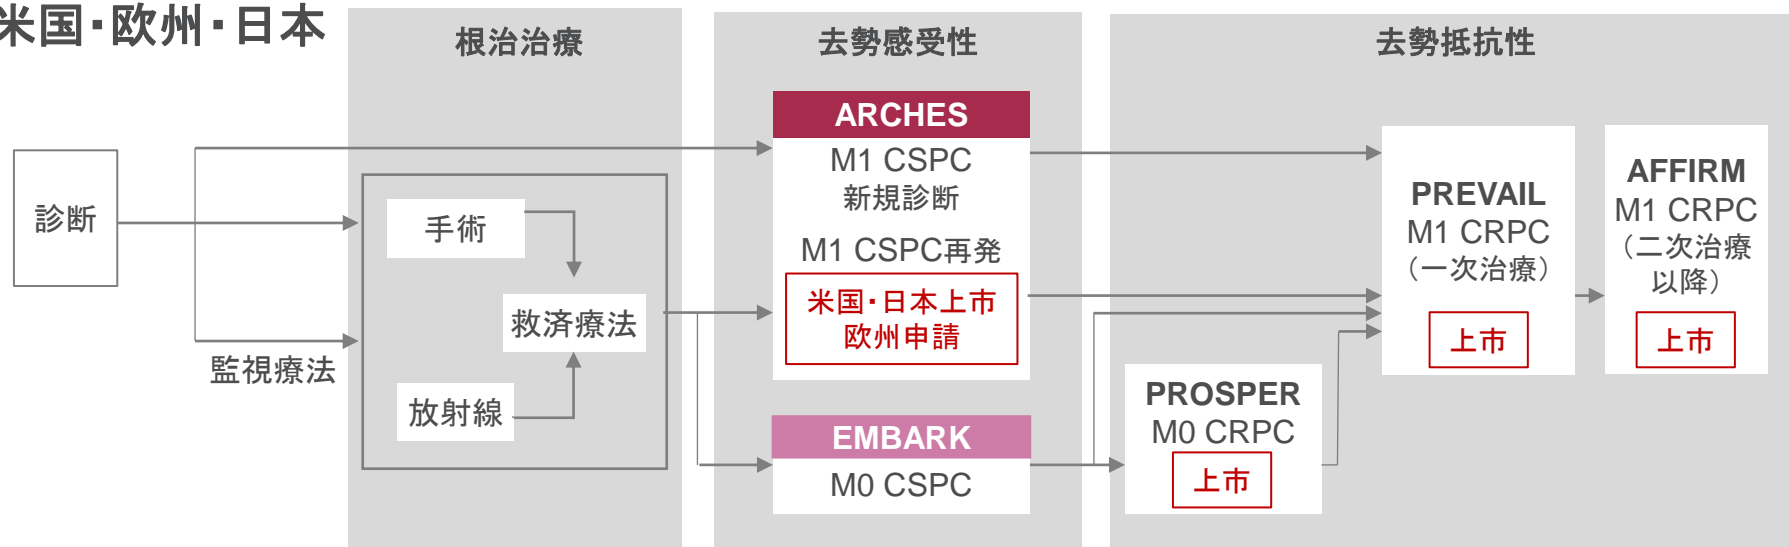 米国・欧州・日本
根治治療
去勢感受性
去勢抵抗性
診断
監視療法
手術
救済療法
放射線
ARCHES
M1 CSPC
新規診断
M1 CSPC再発
米国・日本上市
欧州申請
EMBARK
M0 CSPC
PROSPER
M0 CRPC
上市
PREVAIL
M1 CRPC
（一次治療）
上市
AFFIRM
M1 CRPC
（二次治療
以降）
上市